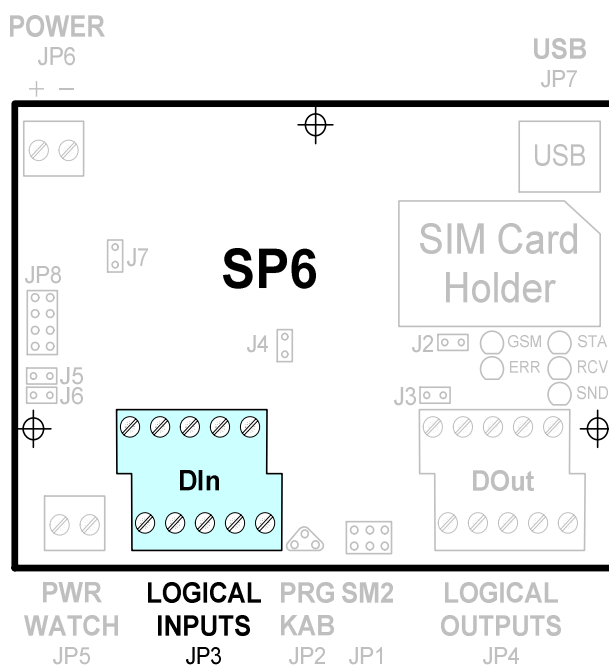 POWER
JP6
+ −
USB
JP7
USB
SIM Card
Holder
J7
SP6
JP8
J4
J2
GSM
STA
ERR
RCV
J5
J6
J3
SND
DIn
DOut
PWR
WATCH
JP5
LOGICAL
INPUTS
JP3
PRG
KAB
JP2
SM2
JP1
LOGICAL
OUTPUTS
JP4